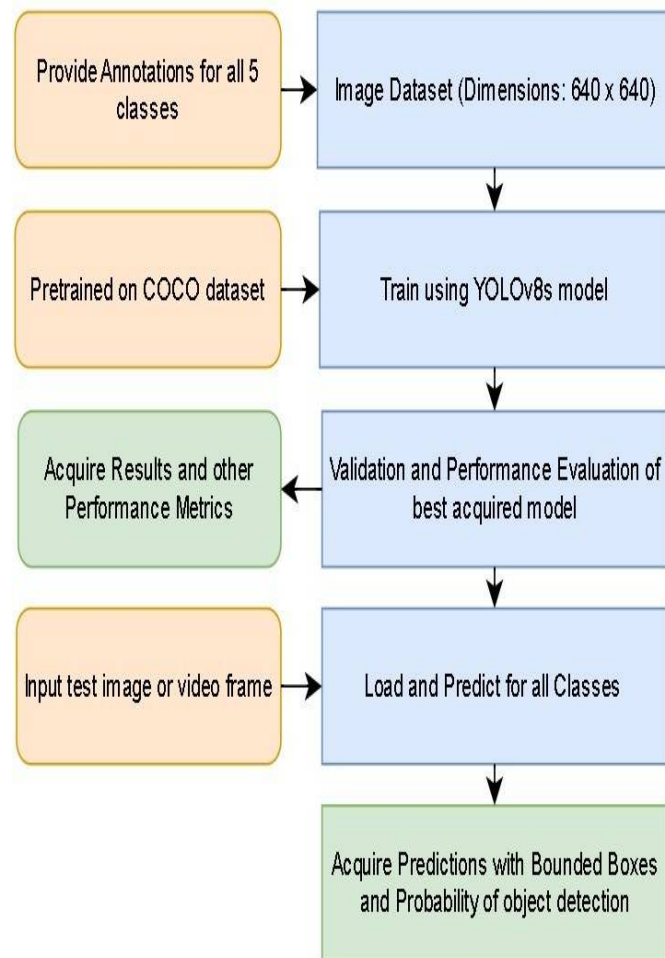 Provide Annotations for all 5
classes
Image Dataset (Dimensions: 640 x 640)
Pretrained on COCO dataset
Train using YOLOv8s model
Acquire Results and other
Performance Metrics
Validation and Performance Evaluation of
best acquired model
Input test image or video frame
Load and Predict for all Classes
Acquire Predictions with Bounded Boxes
and Probability of object detection